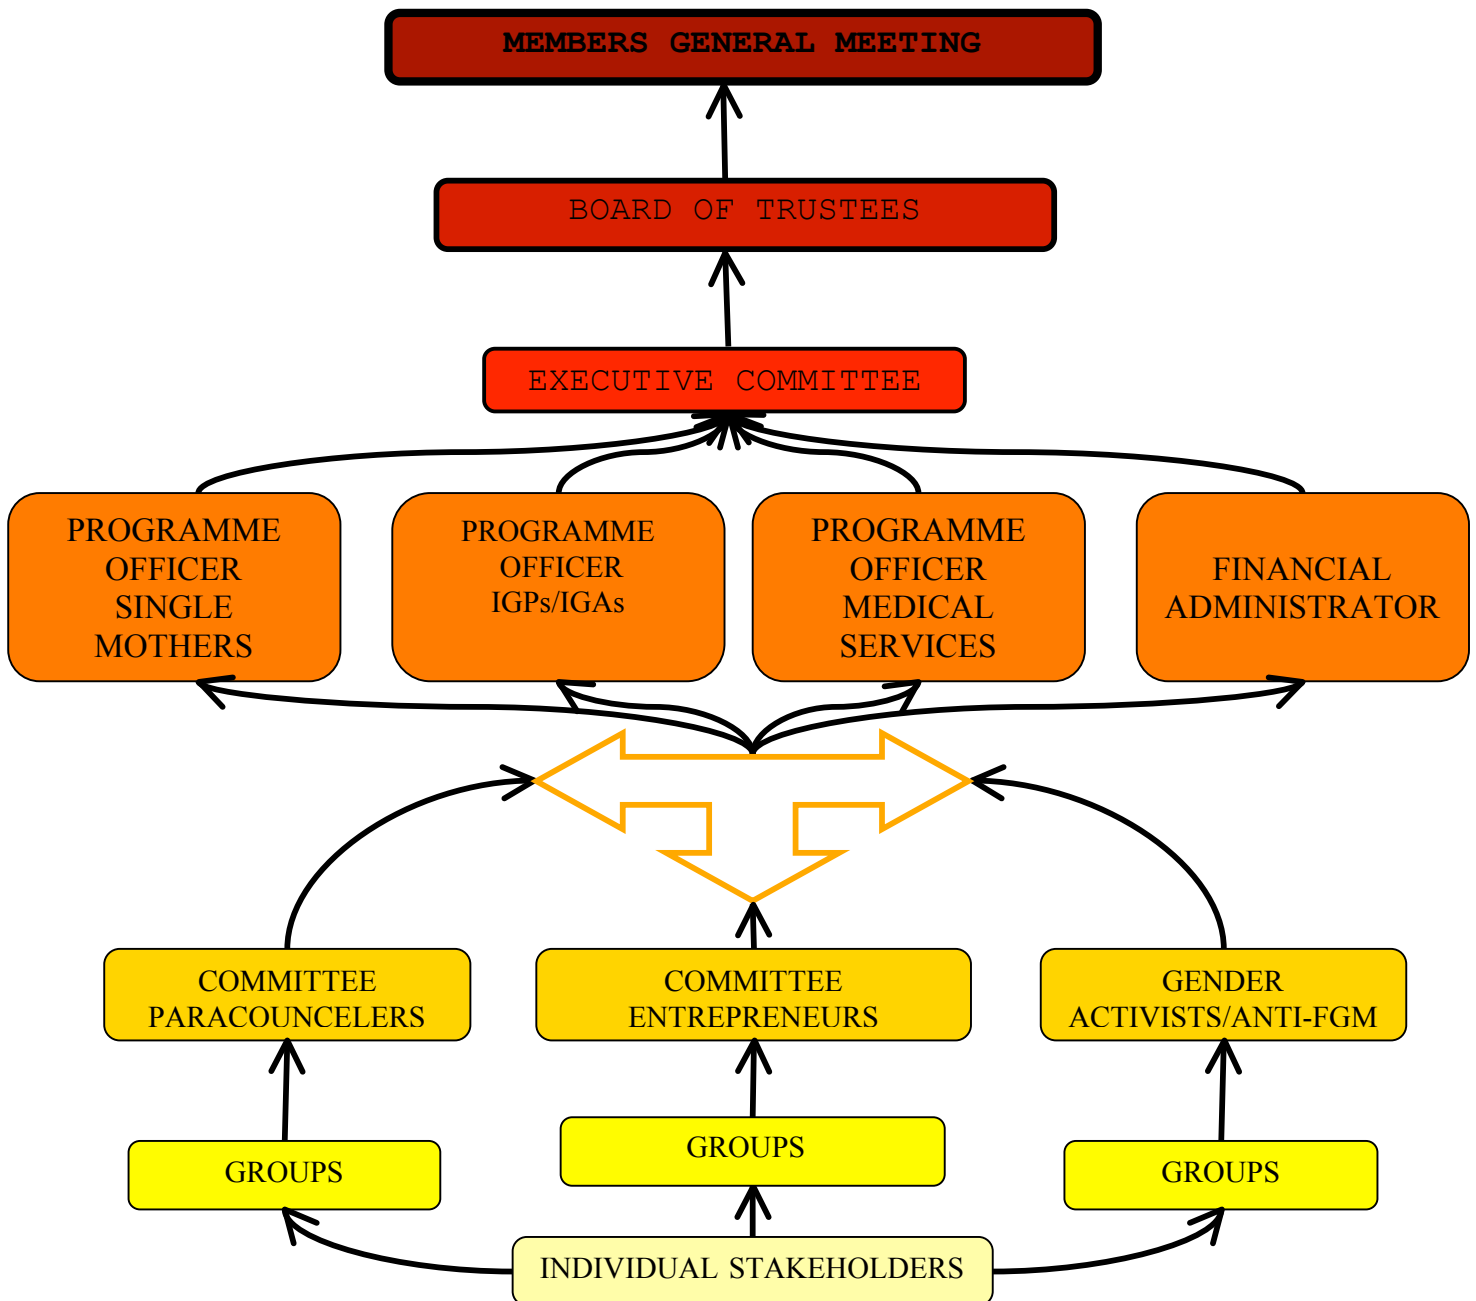 MEMBERS GENERAL MEETING
BOARD OF TRUSTEES
EXECUTIVE COMMITTEE
PROGRAMME
OFFICER
SINGLE
MOTHERS
PROGRAMME
OFFICER
IGPs/IGAs
PROGRAMME
OFFICER
MEDICAL
SERVICES
FINANCIAL
ADMINISTRATOR
COMMITTEE
PARACOUNCELERS
COMMITTEE
ENTREPRENEURS
GENDER
ACTIVISTS/ANTI-FGM
GROUPS
GROUPS
GROUPS
INDIVIDUAL STAKEHOLDERS